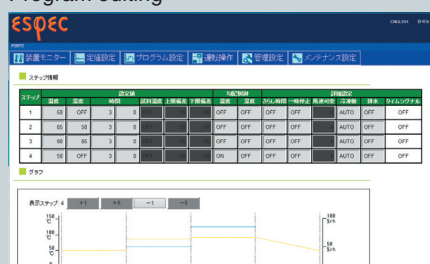 Program editing
ESPEC
ENGLISH
装置モニター 定値設定 プログラム設定 運転操作 管理設定 メンテナンス設定
ステップ情報
ステップ 設定値 勾配制御 詳細設定
温度 湿度 時間 試料温度 上限偏差 下限偏差 温度 湿度 さらし時間 一時停止 風速可変 冷凍機 排水 タイムシグナル
1 60 OFF 3 0 OFF OFF OFF OFF AUTO OFF OFF
2 85 50 3 0 OFF OFF OFF OFF AUTO OFF OFF
3 90 85 3 0 OFF OFF OFF OFF AUTO OFF OFF
4 50 OFF 3 0 ON OFF OFF OFF AUTO OFF OFF
グラフ
表示ステップ: 4 +1 +5 -1 -5
150 ℃ 100 %rh
100 ℃
50 ℃ 50 %rh
0